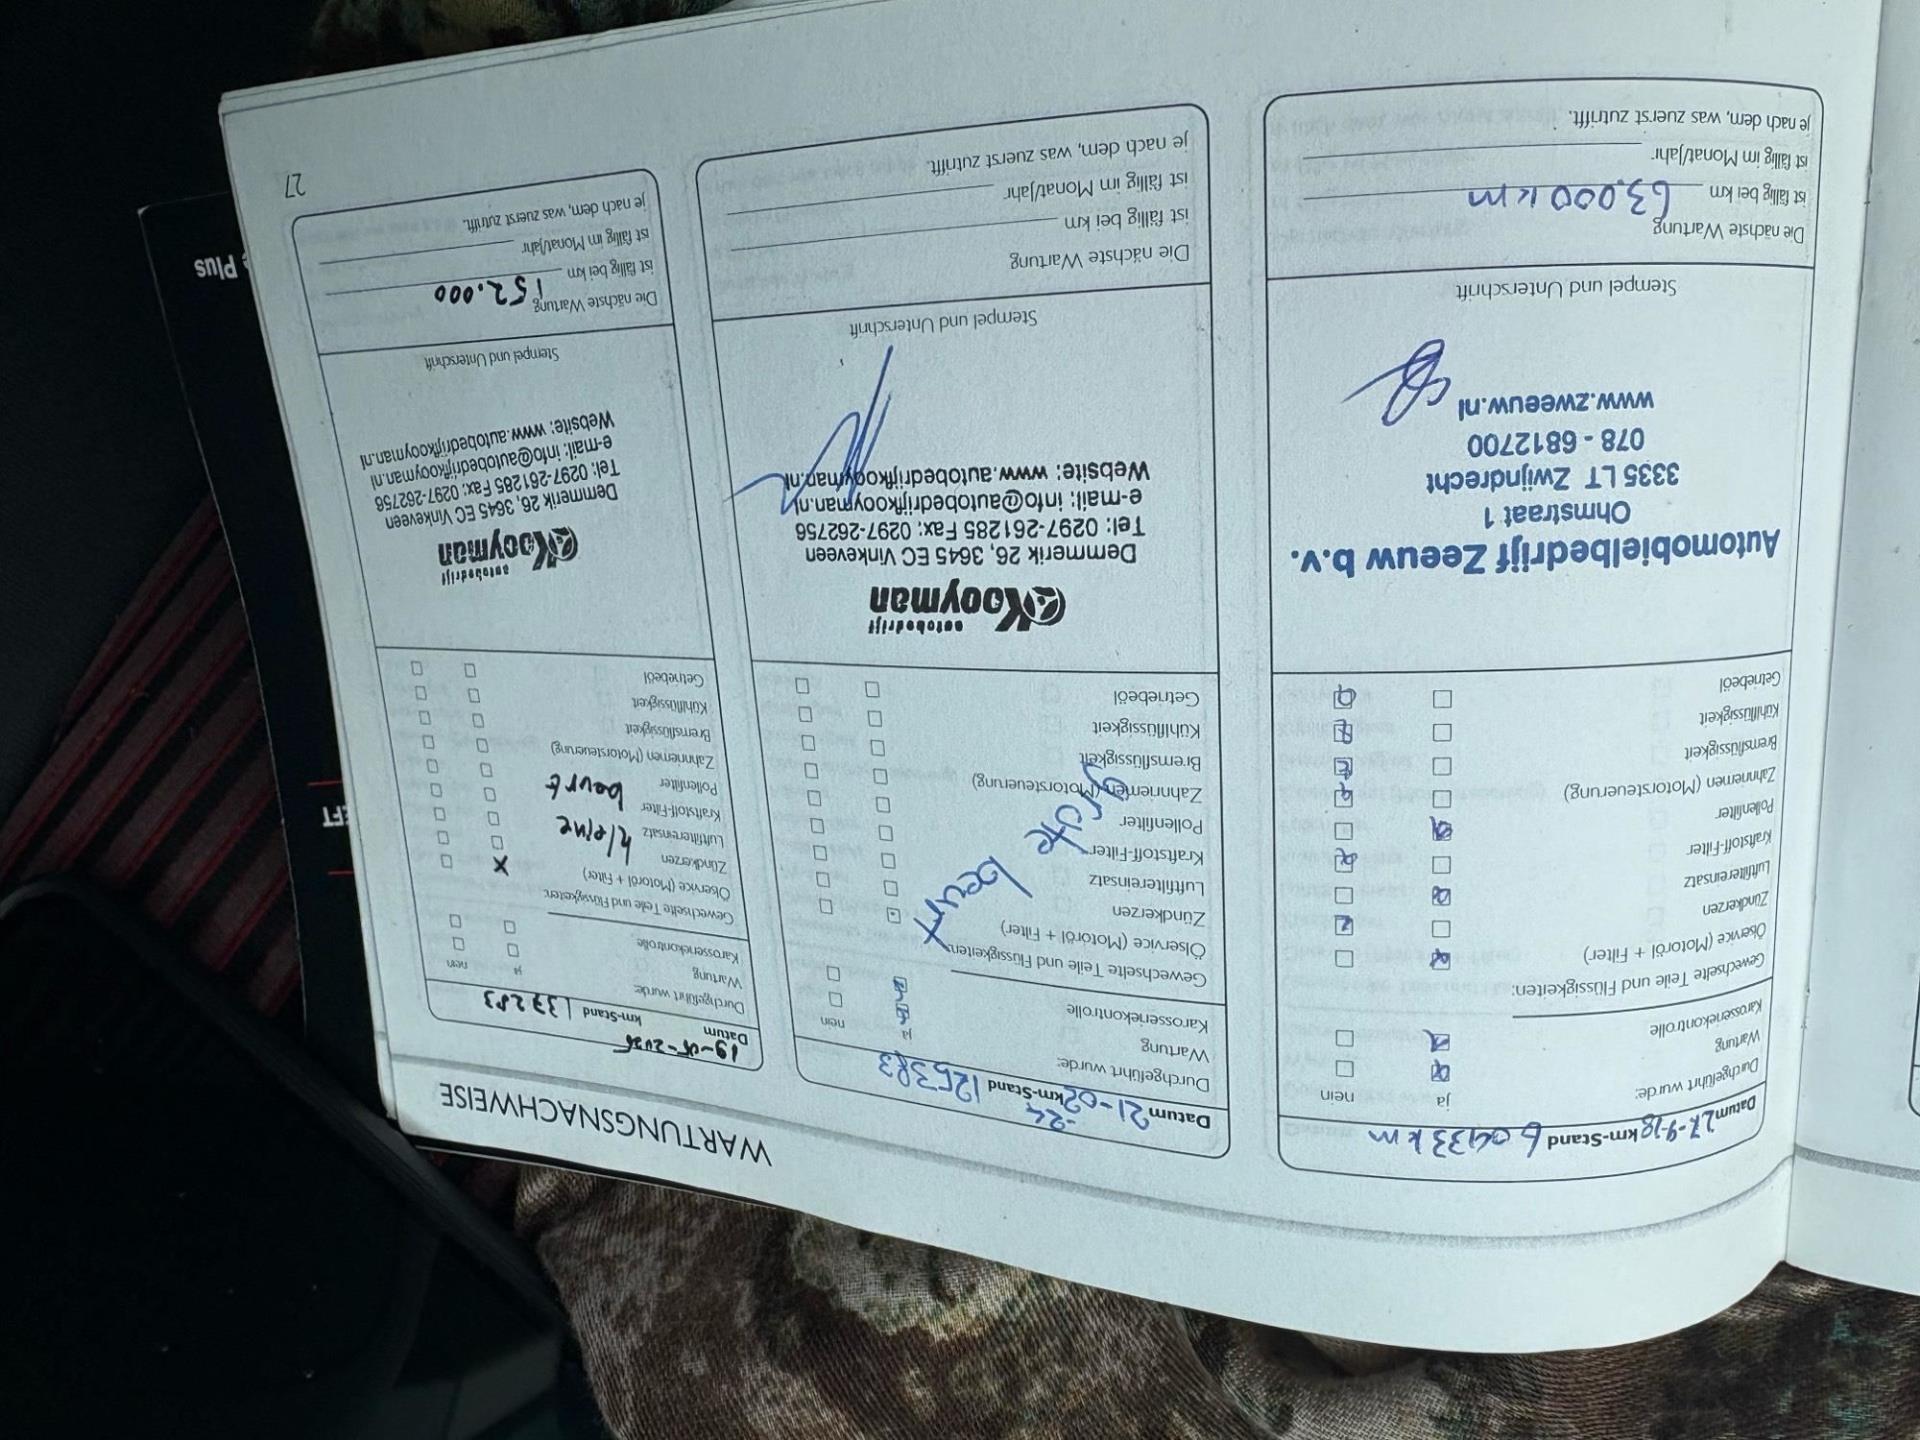 WARTUNGSNACHWEISE
Datum 27-9-18 km-Stand 60433 km
Durchgeführt wurde:
ja nein
Wartung
Karosseriekontrolle
Gewechselte Teile und Flüssigkeiten:
Ölservice (Motoröl + Filter)
Zündkerzen
Luftfiltereinsatz
Kraftstoff-Filter
Pollenfilter
Zahnriemen (Motorsteuerung)
Bremsflüssigkeit
Kühlflüssigkeit
Getriebeöl
Automobielbedrijf Zeeuw b.v.
Ohmstraat 1
3335 LT Zwijndrecht
078 - 6812700
www.zweeuw.nl
Stempel und Unterschrift
Die nächste Wartung
ist fällig bei km 63.000 km
ist fällig im Monat/Jahr
je nach dem, was zuerst zutrifft.
Datum 21-02-24 km-Stand 125383
Durchgeführt wurde:
ja nein
Wartung
Karosseriekontrolle
Gewechselte Teile und Flüssigkeiten:
Ölservice (Motoröl + Filter)
Zündkerzen
Luftfiltereinsatz
Kraftstoff-Filter
Pollenfilter
Zahnriemen (Motorsteuerung)
Bremsflüssigkeit
Kühlflüssigkeit
Getriebeöl
grote beurt
autobedrijf
Kooyman
Demmerik 26, 3645 EC Vinkeveen
Tel: 0297-261285 Fax: 0297-262756
e-mail: info@autobedrijfkooyman.nl
Website: www.autobedrijfkooyman.nl
Stempel und Unterschrift
Die nächste Wartung
ist fällig bei km
ist fällig im Monat/Jahr
je nach dem, was zuerst zutrifft.
Datum 19-05-2025 km-Stand 137283
Durchgeführt wurde:
ja nein
Wartung
Karosseriekontrolle
Gewechselte Teile und Flüssigkeiten:
Ölservice (Motoröl + Filter)
Zündkerzen
Luftfiltereinsatz
Kraftstoff-Filter
Pollenfilter
Zahnriemen (Motorsteuerung)
Bremsflüssigkeit
Kühlflüssigkeit
Getriebeöl
kleine
beurt
autobedrijf
Kooyman
Demmerik 26, 3645 EC Vinkeveen
Tel: 0297-261285 Fax: 0297-262756
e-mail: info@autobedrijfkooyman.nl
Website: www.autobedrijfkooyman.nl
Stempel und Unterschrift
Die nächste Wartung
ist fällig bei km 152.000
ist fällig im Monat/Jahr
je nach dem, was zuerst zutrifft.
27
Plus